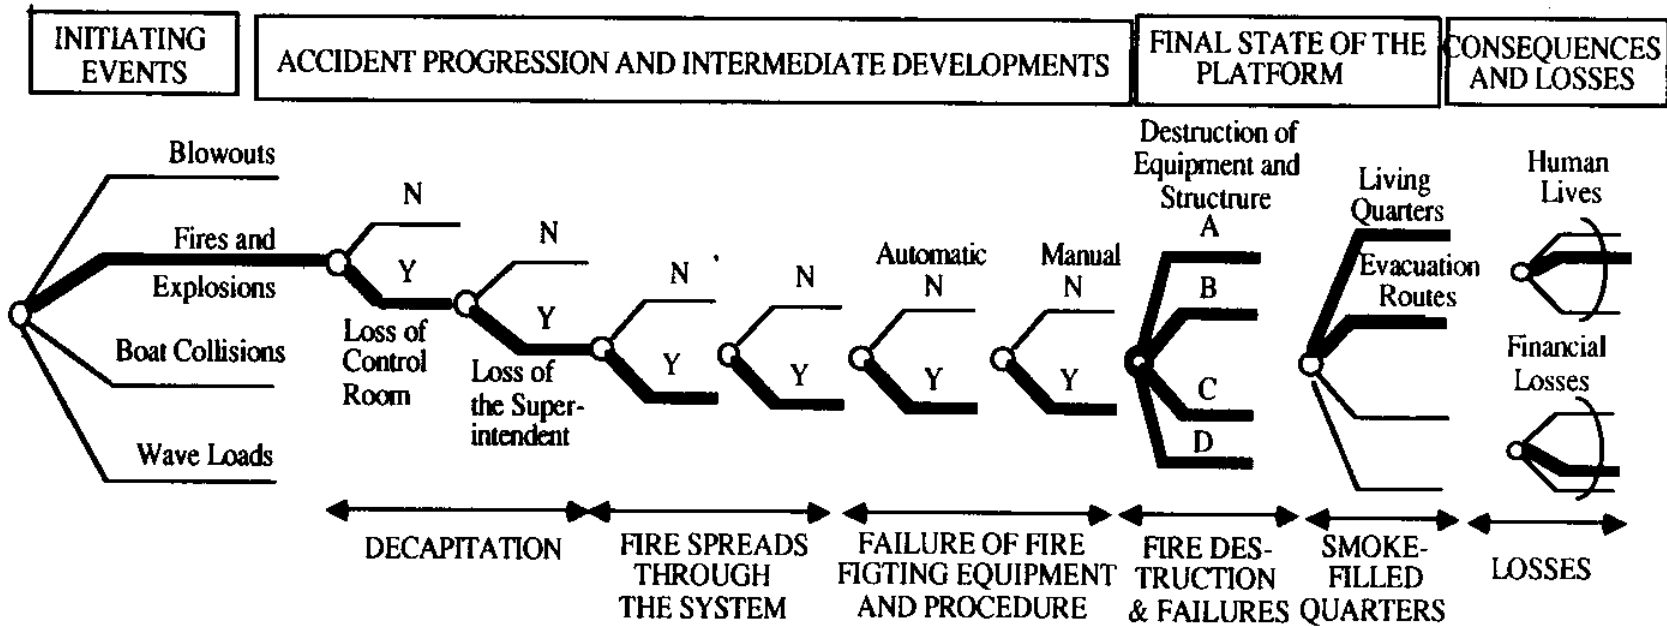 INITIATING
EVENTS
ACCIDENT PROGRESSION AND INTERMEDIATE DEVELOPMENTS
FINAL STATE OF THE
PLATFORM
CONSEQUENCES
AND LOSSES
Blowouts
Fires and
Explosions
Boat Collisions
Wave Loads
N
Y
Loss of
Control
Room
N
Y
Loss of
the Super-
intendent
N
Y
N
Y
Automatic
N
Y
Manual
N
Y
Destruction of
Equipment and
Structrure
A
B
C
D
Living
Quarters
Evacuation
Routes
Human
Lives
Financial
Losses
DECAPITATION
FIRE SPREADS
THROUGH
THE SYSTEM
FAILURE OF FIRE
FIGTING EQUIPMENT
AND PROCEDURE
FIRE DES-
TRUCTION
& FAILURES
SMOKE-
FILLED
QUARTERS
LOSSES